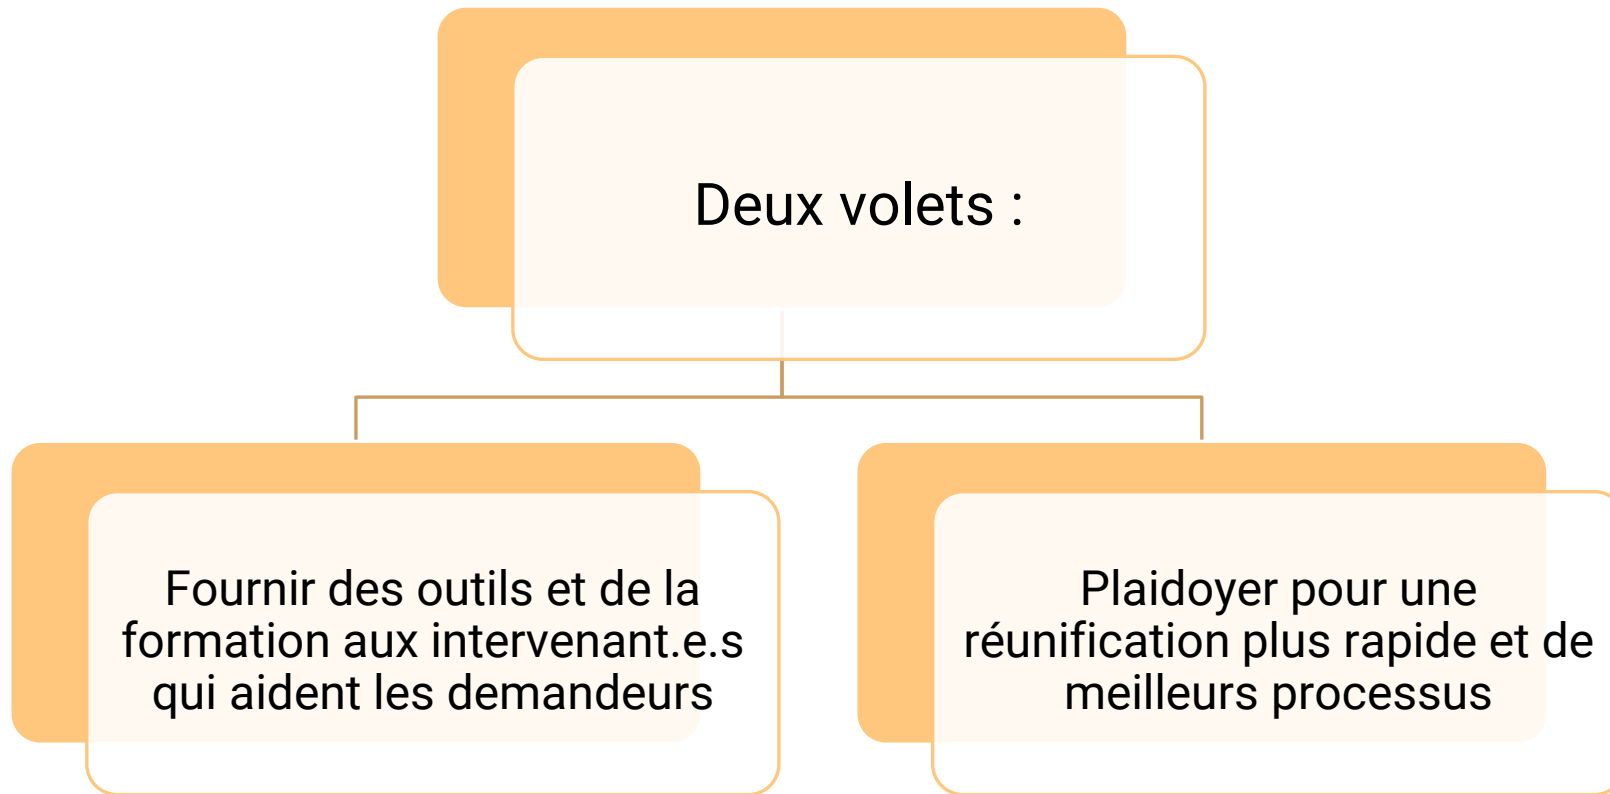 Deux volets :
Fournir des outils et de la
formation aux intervenant.e.s
qui aident les demandeurs
Plaidoyer pour une
réunification plus rapide et de
meilleurs processus